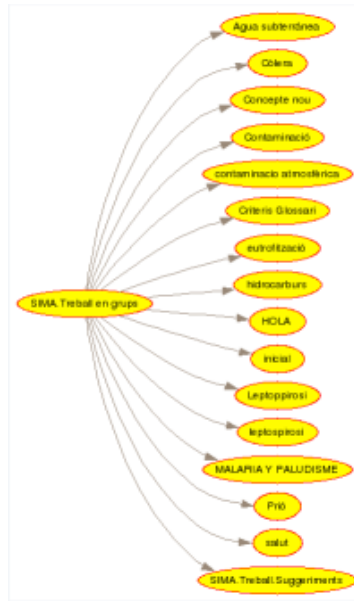 Agua subterránea
Còlera
Concepte nou
Contaminació
contaminacio atmosfèrica
Criteris Glossari
eutrofització
hidrocarburs
SIMA.Treball en grups
HOLA
inicial
Leptoppirosi
leptospirosi
MALARIA Y PALUDISME
Prió
salut
SIMA.Treball.Suggeriments